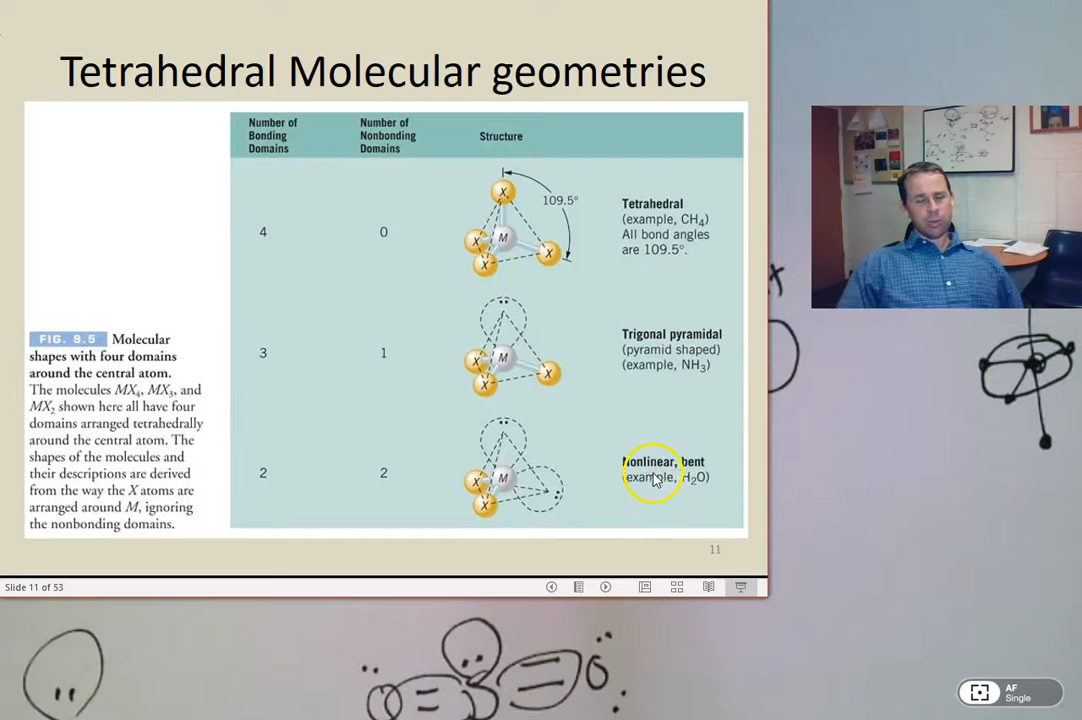 Tetrahedral Molecular geometries
Number of
Bonding
Domains
Number of
Nonbonding
Domains
Structure
4
0
X
M
X
X
X
109.5°
Tetrahedral
(example, CH₄)
All bond angles
are 109.5°.
3
1
M
X
X
X
Trigonal pyramidal
(pyramid shaped)
(example, NH₃)
2
2
M
X
X
Nonlinear, bent
(example, H₂O)
FIG. 9.5 Molecular
shapes with four domains
around the central atom.
The molecules MX₄, MX₃, and
MX₂ shown here all have four
domains arranged tetrahedrally
around the central atom. The
shapes of the molecules and
their descriptions are derived
from the way the X atoms are
arranged around M, ignoring
the nonbonding domains.
11
Slide 11 of 53
AF
Single